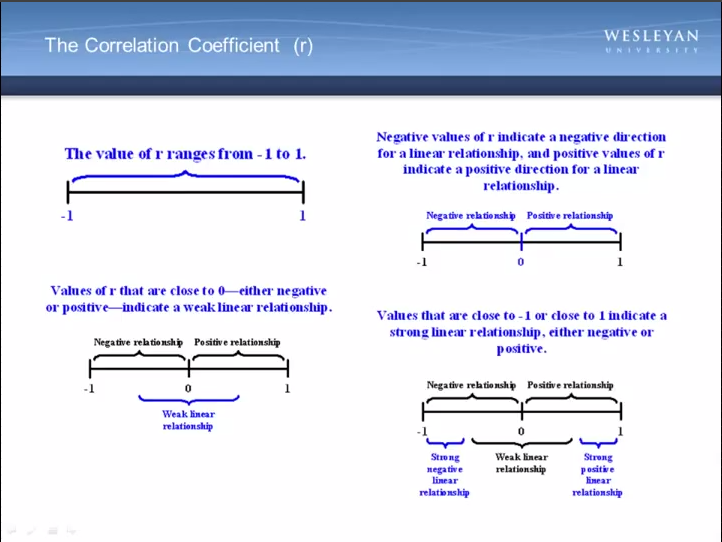 The Correlation Coefficient (r)
WESLEYAN
UNIVERSITY
The value of r ranges from -1 to 1.
-1 1
Negative values of r indicate a negative direction
for a linear relationship, and positive values of r
indicate a positive direction for a linear
relationship.
Negative relationship Positive relationship
-1 0 1
Values of r that are close to 0—either negative
or positive—indicate a weak linear relationship.
Negative relationship Positive relationship
-1 0 1
Weak linear
relationship
Values that are close to -1 or close to 1 indicate a
strong linear relationship, either negative or
positive.
Negative relationship Positive relationship
-1 0 1
Strong
negative
linear
relationship
Weak linear
relationship
Strong
positive
linear
relationship